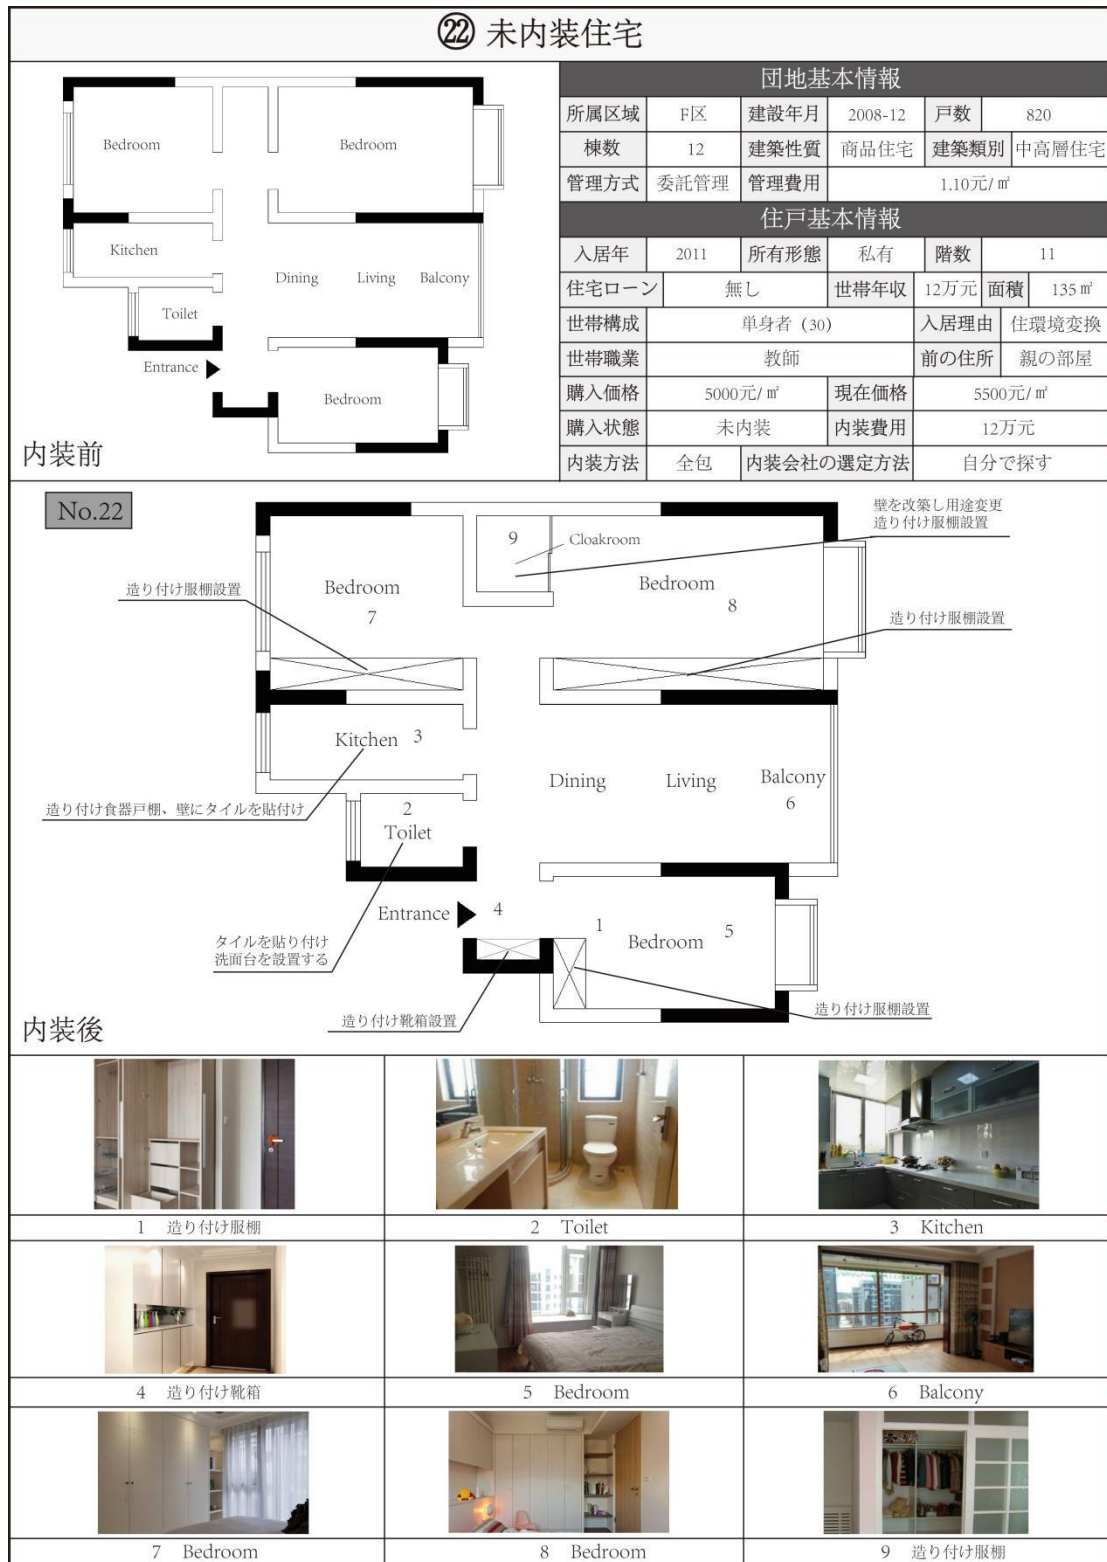 ㉒ 未内装住宅
Bedroom
Bedroom
Kitchen
Dining
Living
Balcony
Toilet
Entrance
Bedroom
内装前
団地基本情報
所属区域 F区 建設年月 2008-12 戸数 820
棟数 12 建築性質 商品住宅 建築類別 中高層住宅
管理方式 委託管理 管理費用 1.10元/㎡
住戸基本情報
入居年 2011 所有形態 私有 階数 11
住宅ローン 無し 世帯年収 12万元 面積 135㎡
世帯構成 単身者（30） 入居理由 住環境変換
世帯職業 教師 前の住所 親の部屋
購入価格 5000元/㎡ 現在価格 5500元/㎡
購入状態 未内装 内装費用 12万元
内装方法 全包 内装会社の選定方法 自分で探す
No.22
壁を改築し用途変更
造り付け服棚設置
9
Cloakroom
造り付け服棚設置
Bedroom
7
Bedroom
8
造り付け服棚設置
Kitchen 3
Dining
Living
Balcony
6
造り付け食器戸棚、壁にタイルを貼付け
2
Toilet
Entrance
4
1
Bedroom
5
タイルを貼り付け
洗面台を設置する
造り付け靴箱設置
造り付け服棚設置
内装後
1 造り付け服棚
2 Toilet
3 Kitchen
4 造り付け靴箱
5 Bedroom
6 Balcony
7 Bedroom
8 Bedroom
9 造り付け服棚